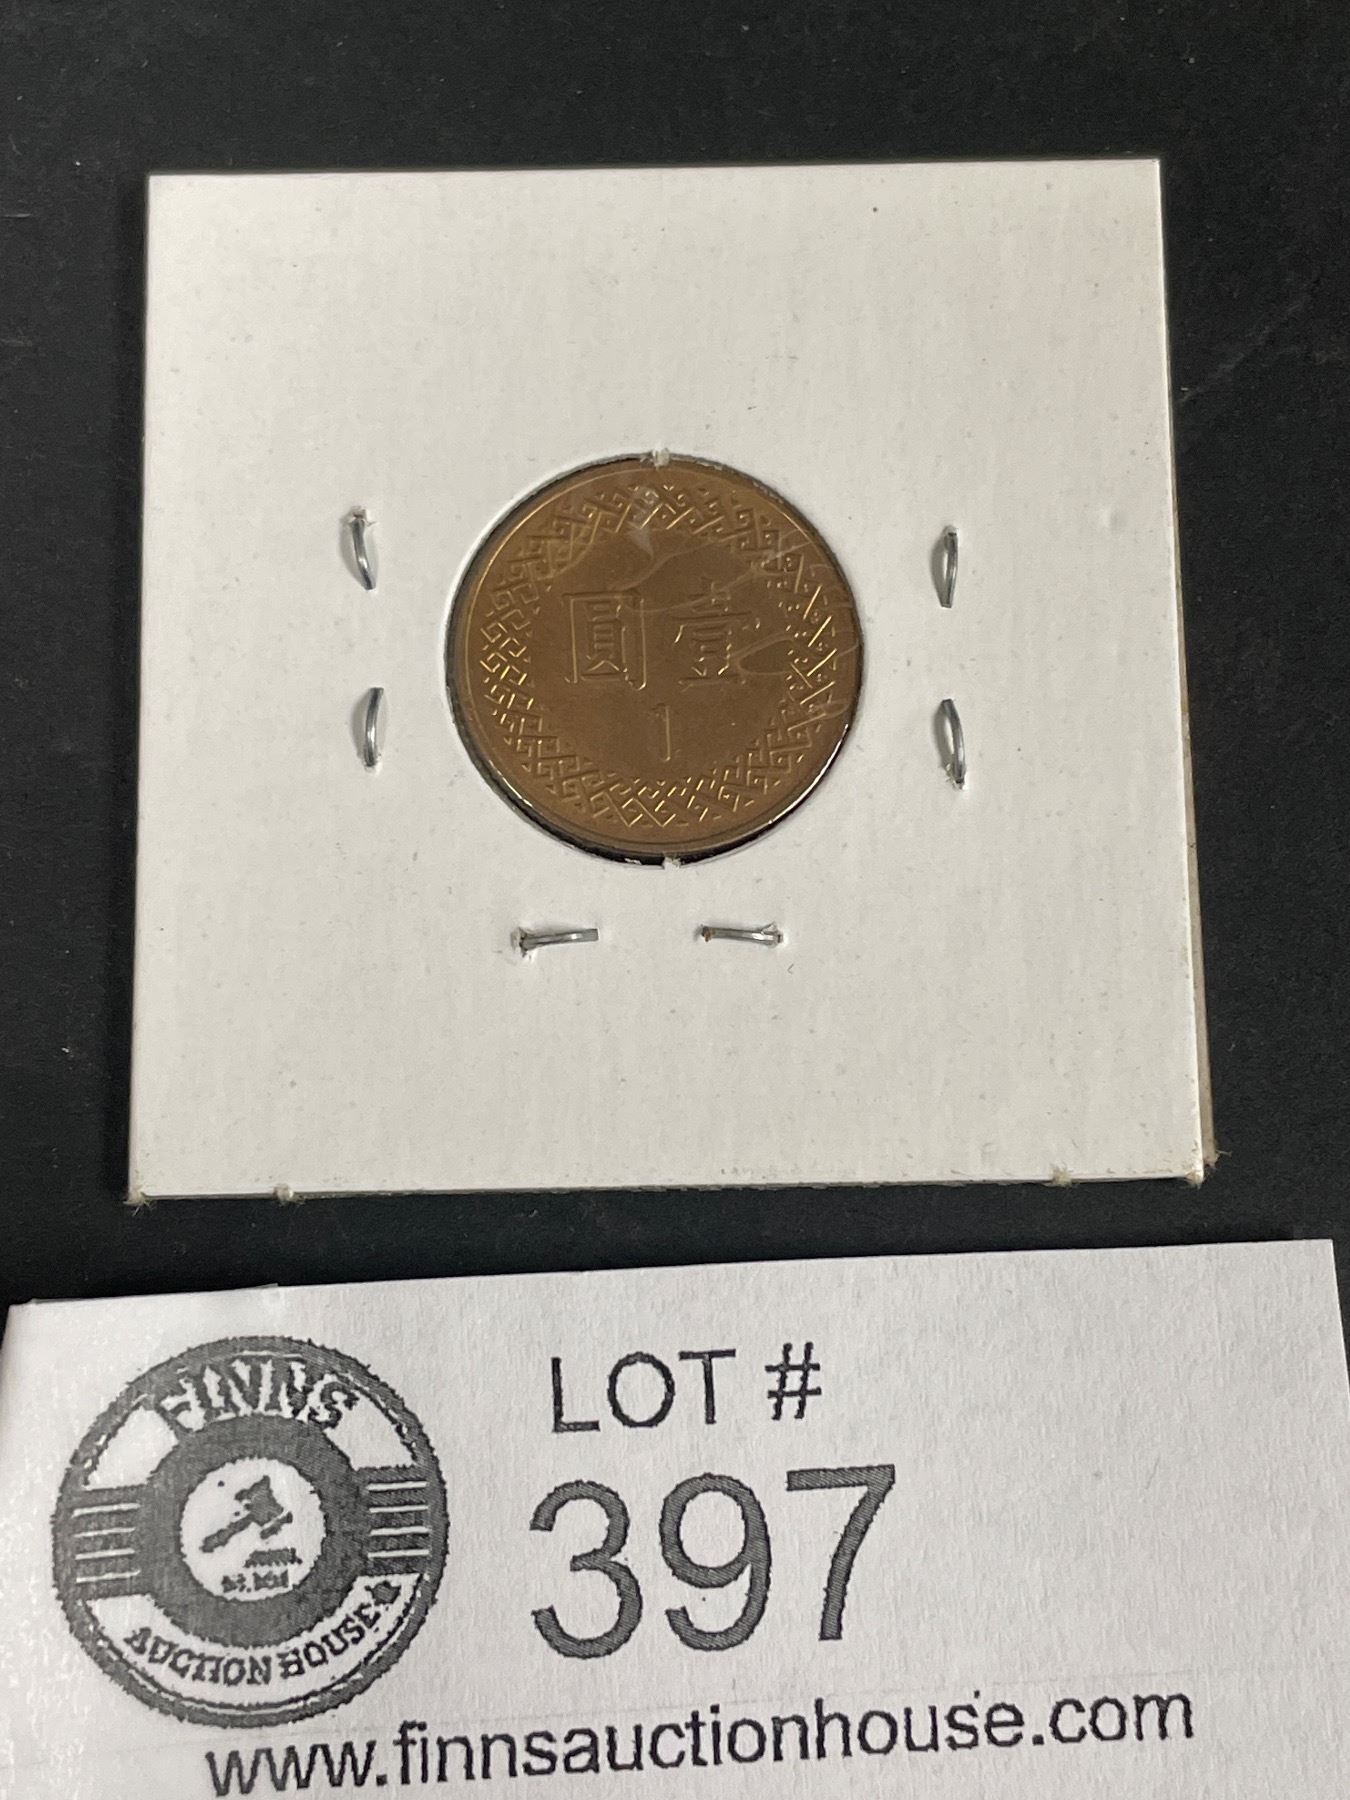 圓壹
1
FINNS
AUCTION HOUSE
LOT #
397
www.finnsauctionhouse.com